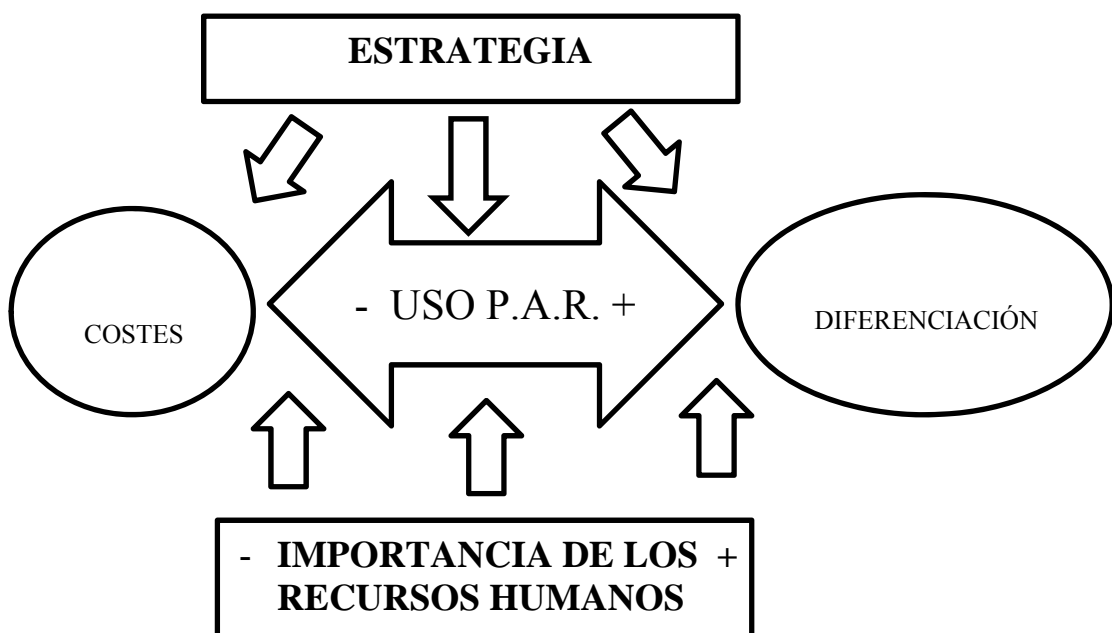 ESTRATEGIA
COSTES
- USO P.A.R. +
DIFERENCIACIÓN
- IMPORTANCIA DE LOS +
RECURSOS HUMANOS